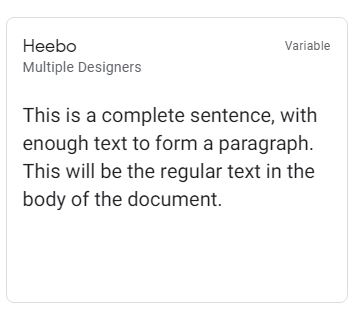 Heebo
Variable
Multiple Designers
This is a complete sentence, with
enough text to form a paragraph.
This will be the regular text in the
body of the document.